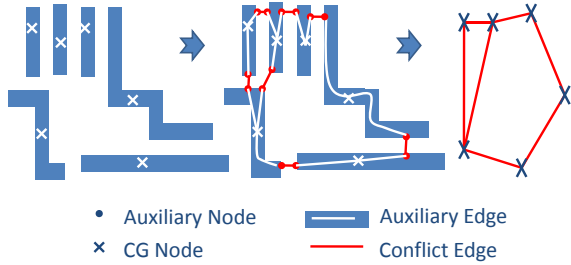 Auxiliary Node
Auxiliary Edge
CG Node
Conflict Edge